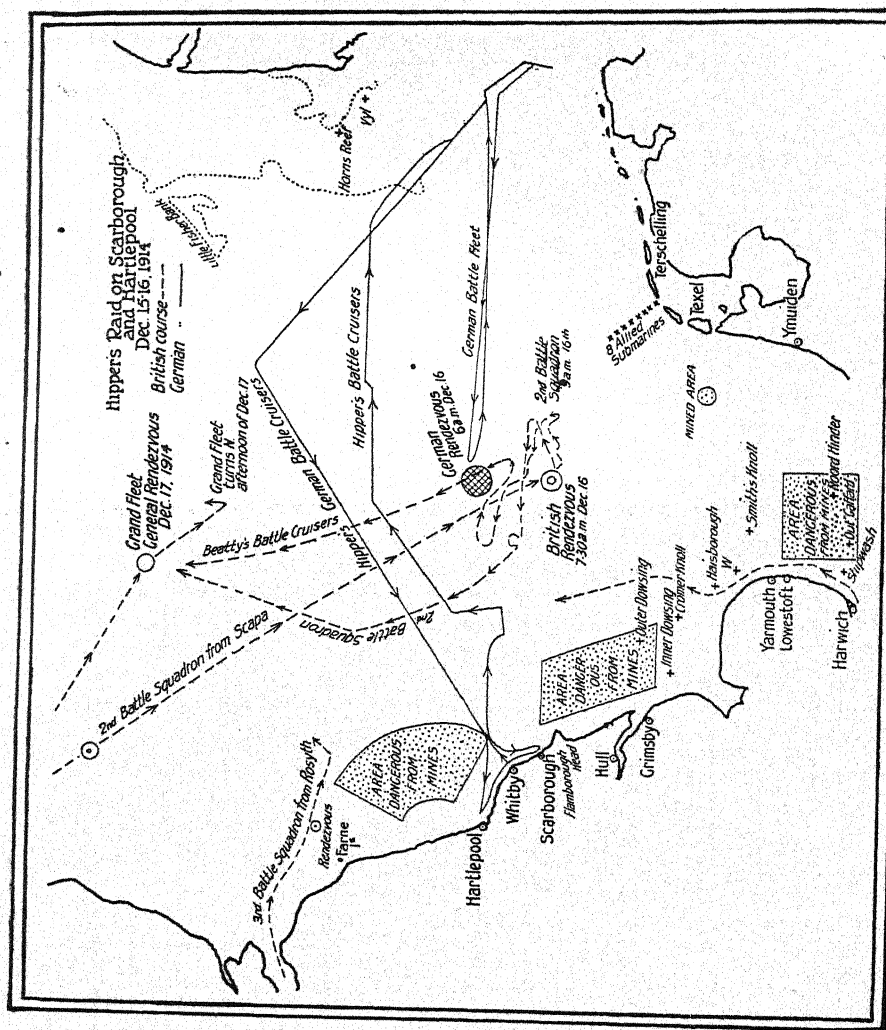 Hipper's Raid on Scarborough
and Hartlepool
Dec. 15-16, 1914
British course
German "
Little Fisher Bank
Horns Reef
Vyl
Grand Fleet
General Rendezvous
Dec. 17, 1914
Grand Fleet
turns N.
afternoon of Dec. 17
2nd Battle Squadron from Scapa
Beatty's Battle Cruisers
Hipper's German Battle Cruisers
Hipper's Battle Cruisers
German Battle Fleet
German
Rendezvous
6 a.m. Dec. 16
2nd Battle
Squadron
9 a.m. 16th
British
Rendezvous
7·30 a.m. Dec. 16
2nd Battle Squadron
3rd Battle Squadron from Rosyth
Rendezvous
Farne
Is
AREA
DANGEROUS
FROM
MINES
Hartlepool
Whitby
Scarborough
Flamborough
Head
Hull
Grimsby
AREA
DANGER
OUS
FROM
MINES
Outer Dowsing
Inner Dowsing
Cromer Knoll
Haisborough
W
Smiths Knoll
Yarmouth
Lowestoft
Harwich
Shipwash
AREA
DANGEROUS
FROM MINES
Noord Hinder
Out Gabard
MINED AREA
8 Allied
Submarines
Terschelling
Texel
Ymuiden